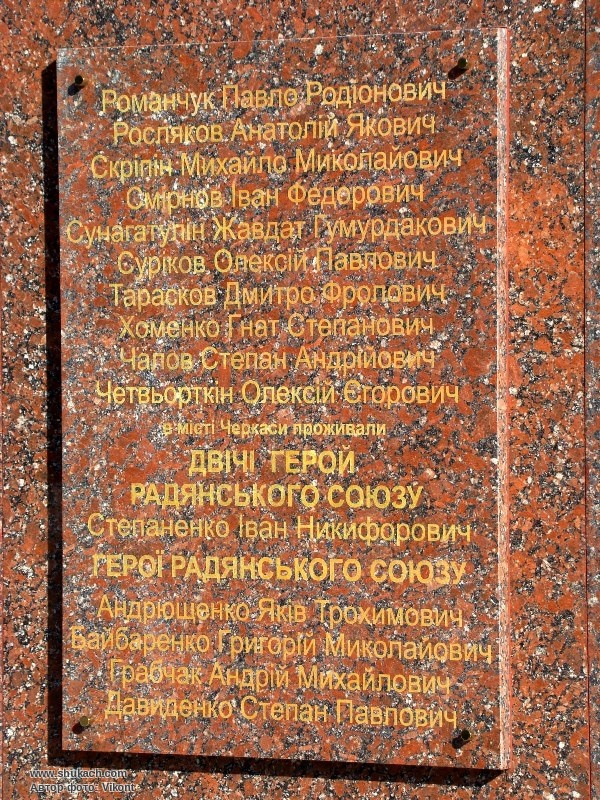 Романчук Павло Родіонович
Росляков Анатолій Якович
Скріпін Михайло Миколайович
Смірнов Іван Федорович
Сунагатулін Жавдат Гумурдакович
Суріков Олексій Павлович
Тарасков Дмитро Фролович
Хоменко Гнат Степанович
Чапов Степан Андрійович
Четвьорткін Олексій Єгорович
в місті Черкаси проживали
ДВІЧІ ГЕРОЙ
РАДЯНСЬКОГО СОЮЗУ
Степаненко Іван Никифорович
ГЕРОЇ РАДЯНСЬКОГО СОЮЗУ
Андрющенко Яків Трохимович
Байбаренко Григорій Миколайович
Грабчак Андрій Михайлович
Давиденко Степан Павлович
www.shukach.com
Автор фото: Vikont